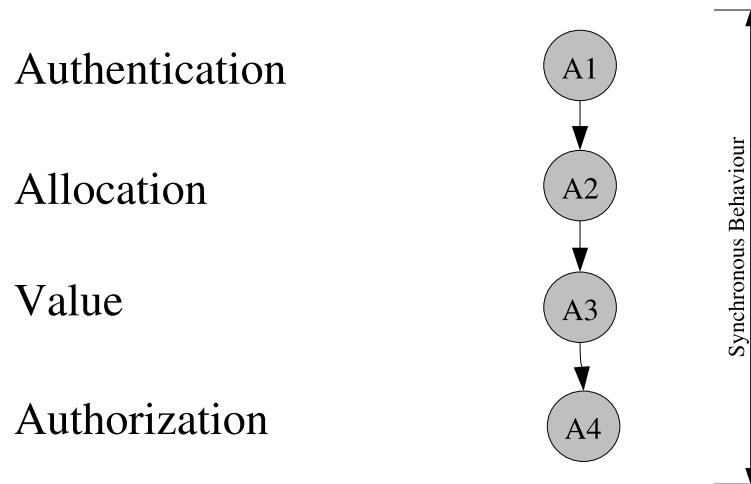 Authentication
A1
Allocation
A2
Value
A3
Authorization
A4
Synchronous Behaviour